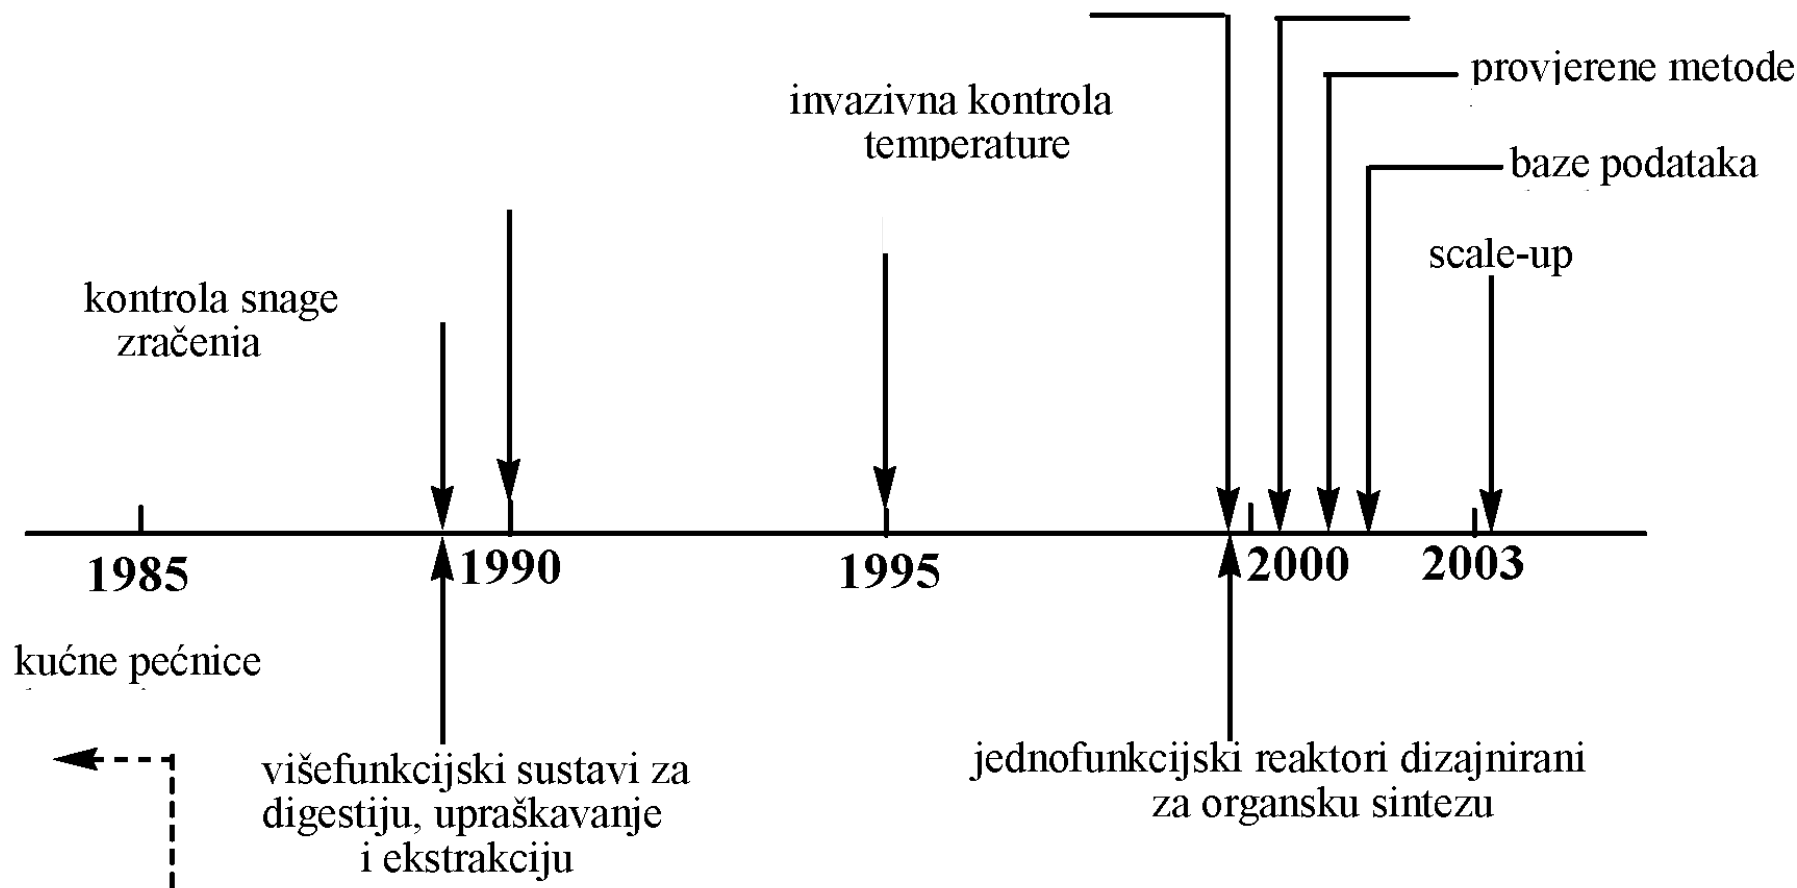 provjerene metode
invazivna kontrola
temperature
baze podataka
scale-up
kontrola snage
zračenja
1985
1990
1995
2000
2003
kućne pećnice
višefunkcijski sustavi za
digestiju, upraškavanje
i ekstrakciju
jednofunkcijski reaktori dizajnirani
za organsku sintezu